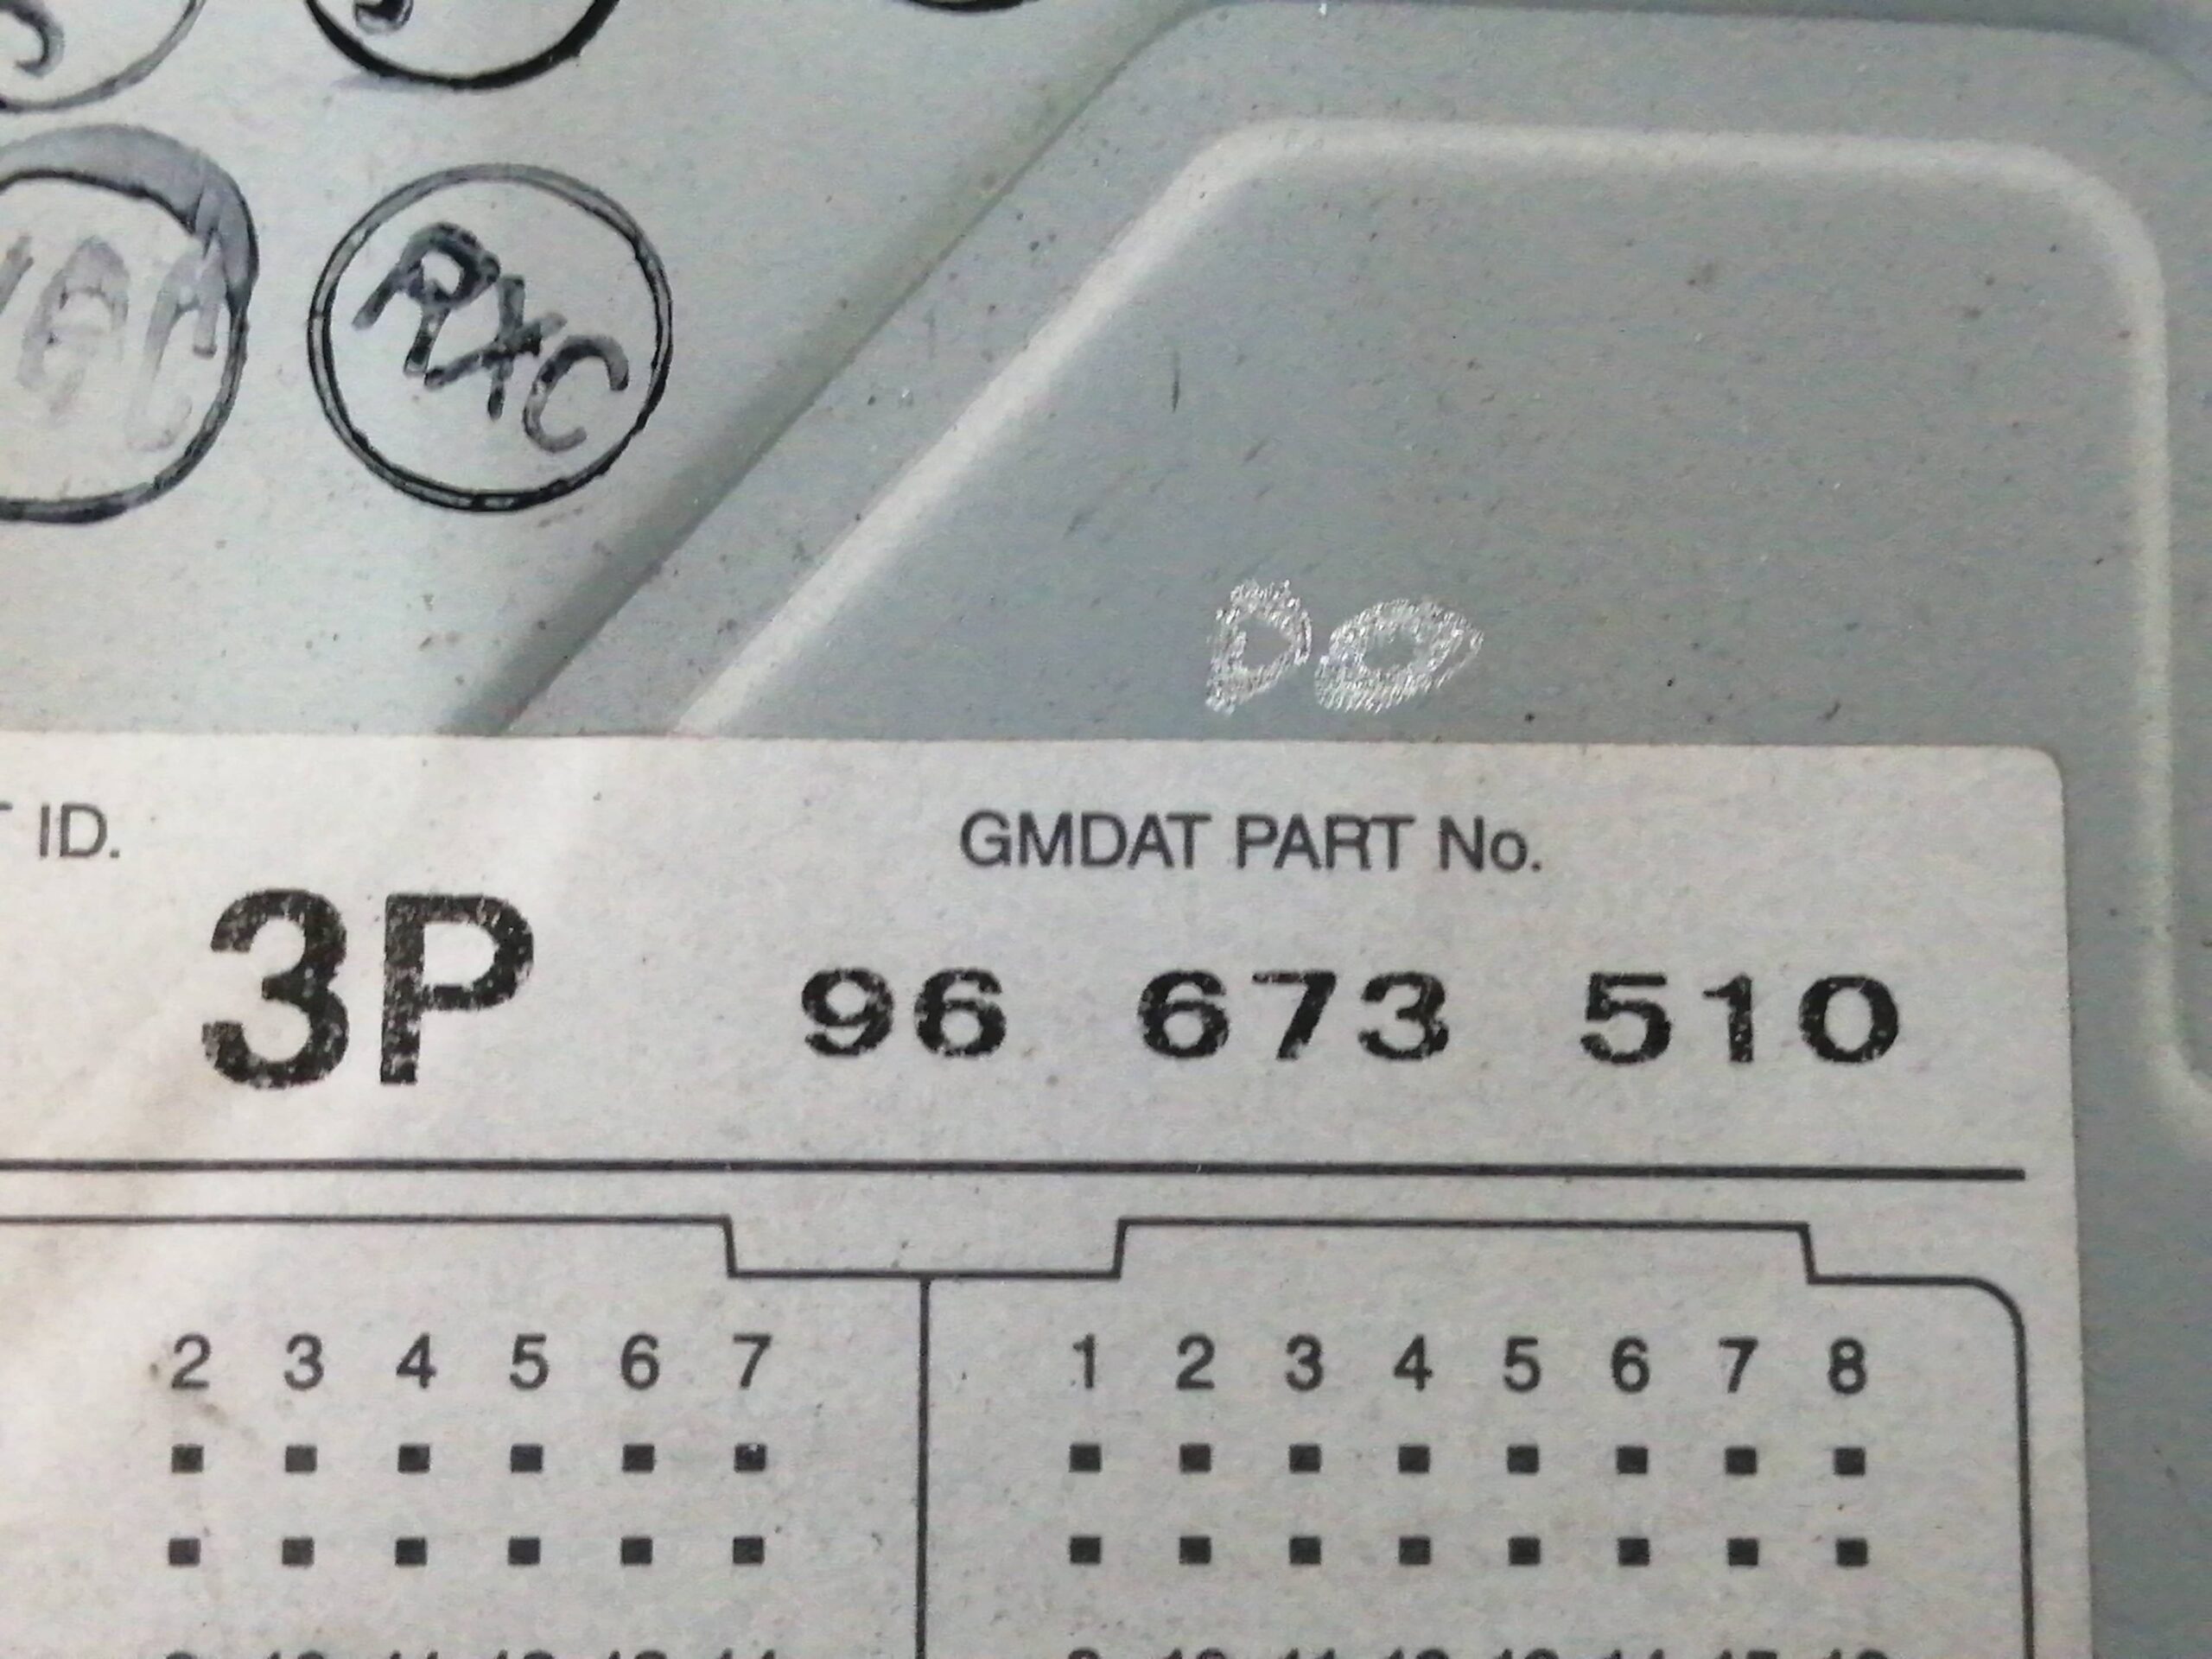 RXC
DO
ID.
GMDAT PART No.
3P
96 673 510
2 3 4 5 6 7
1 2 3 4 5 6 7 8